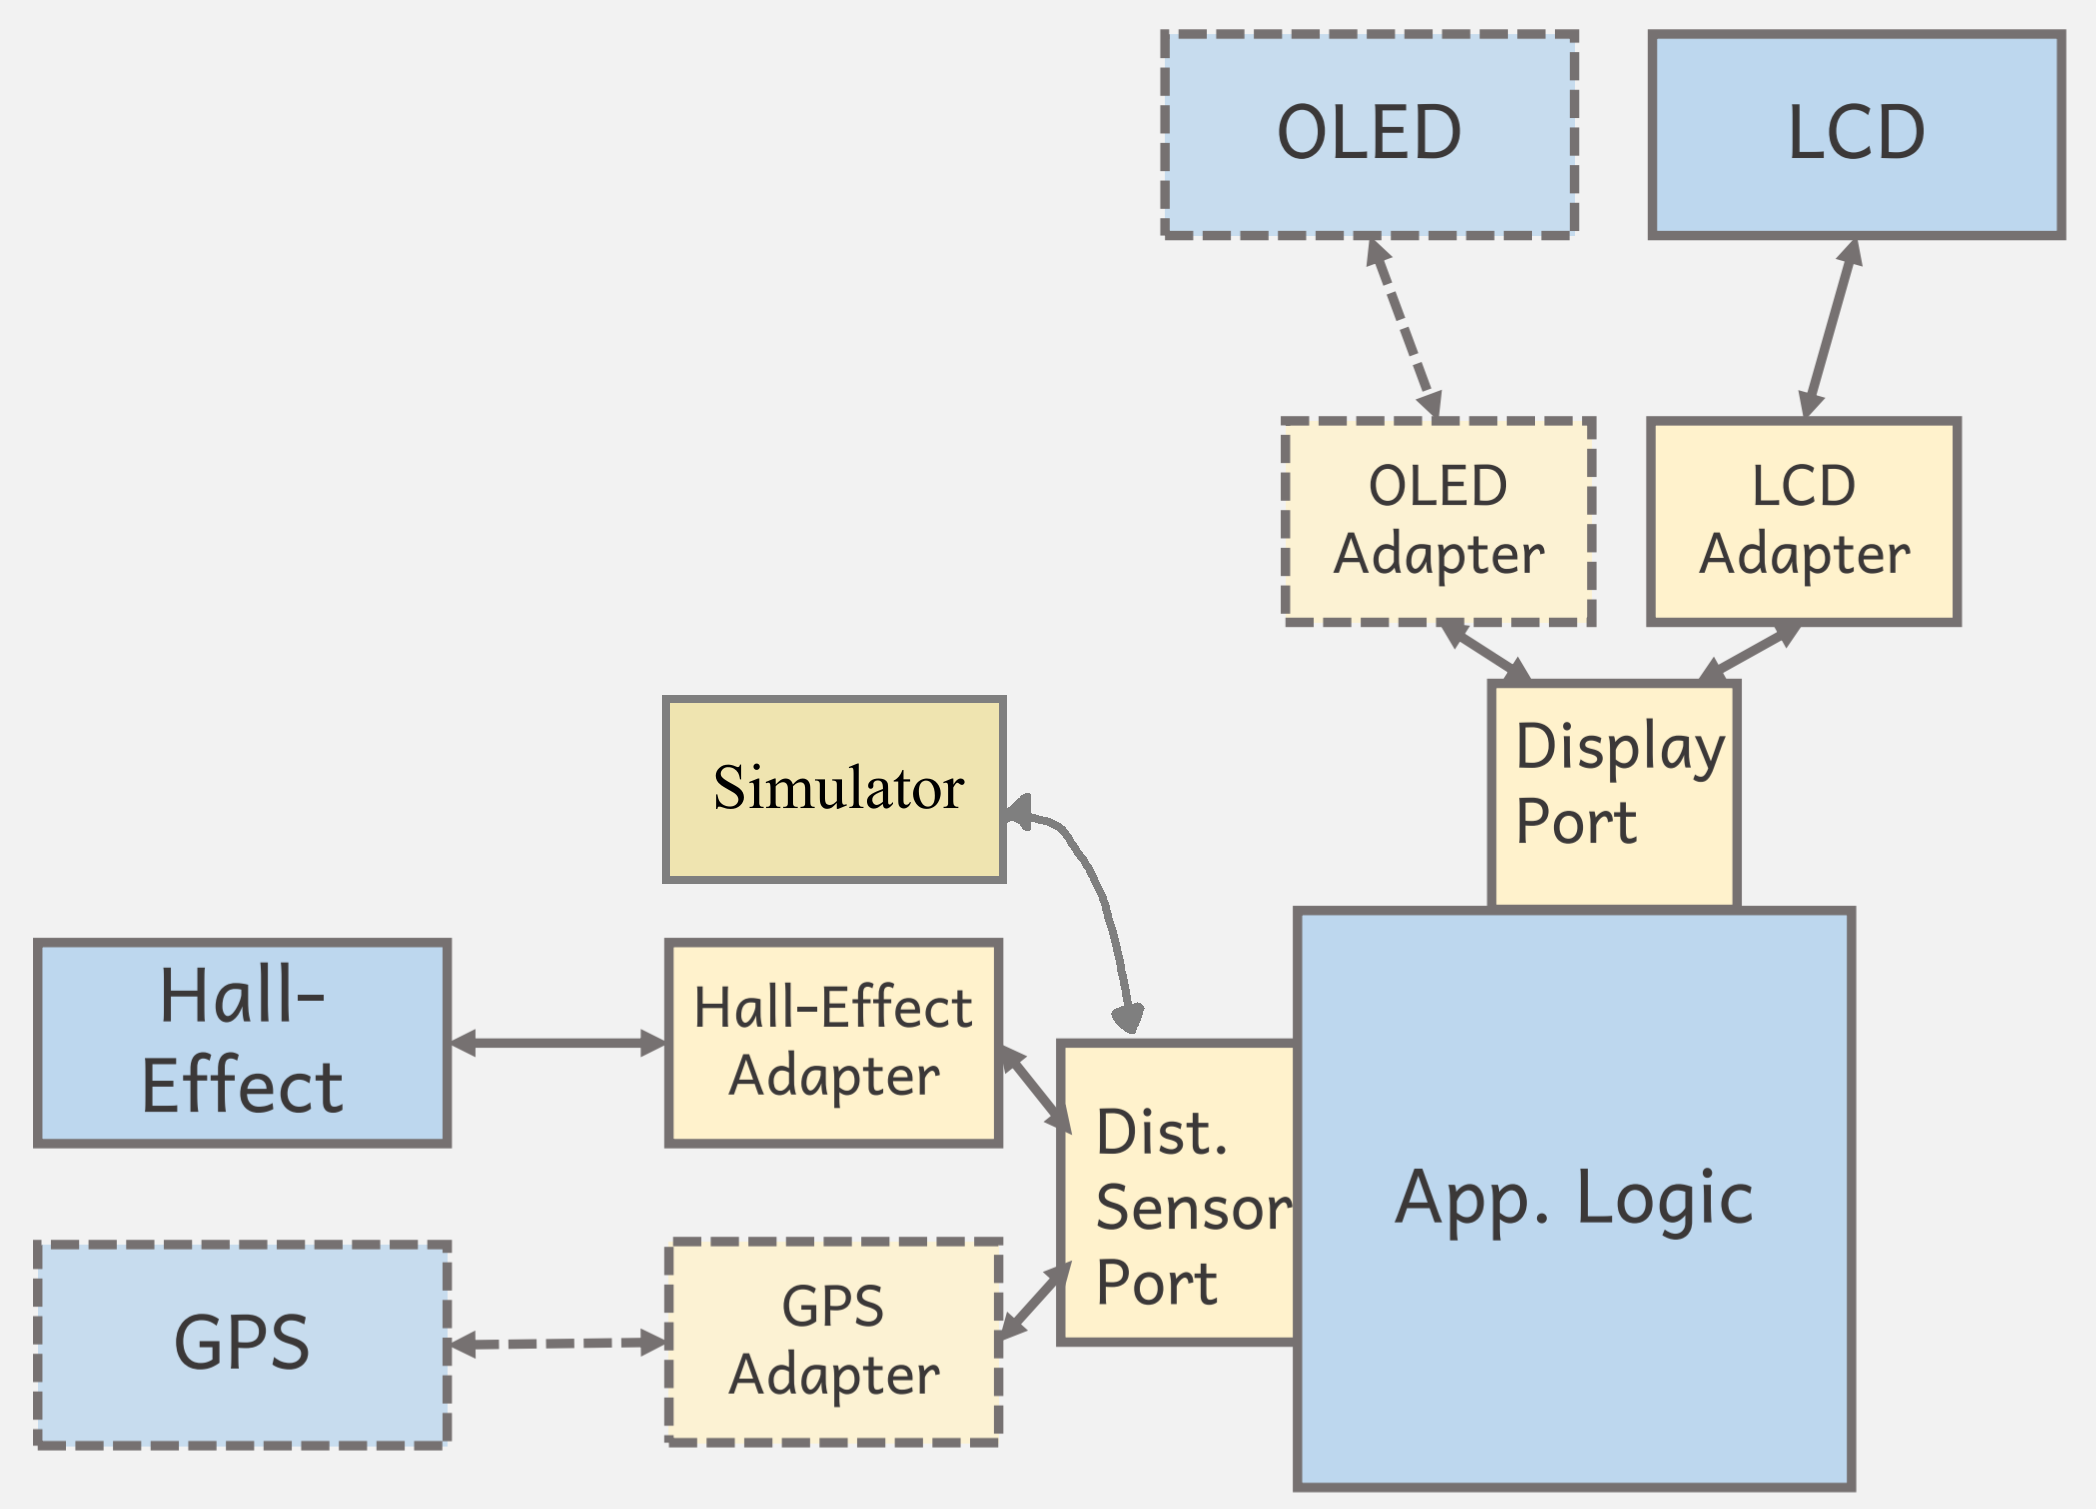 OLED
LCD
OLED
Adapter
LCD
Adapter
Display
Port
Simulator
Hall-
Effect
Hall-Effect
Adapter
Dist.
Sensor
Port
App. Logic
GPS
GPS
Adapter